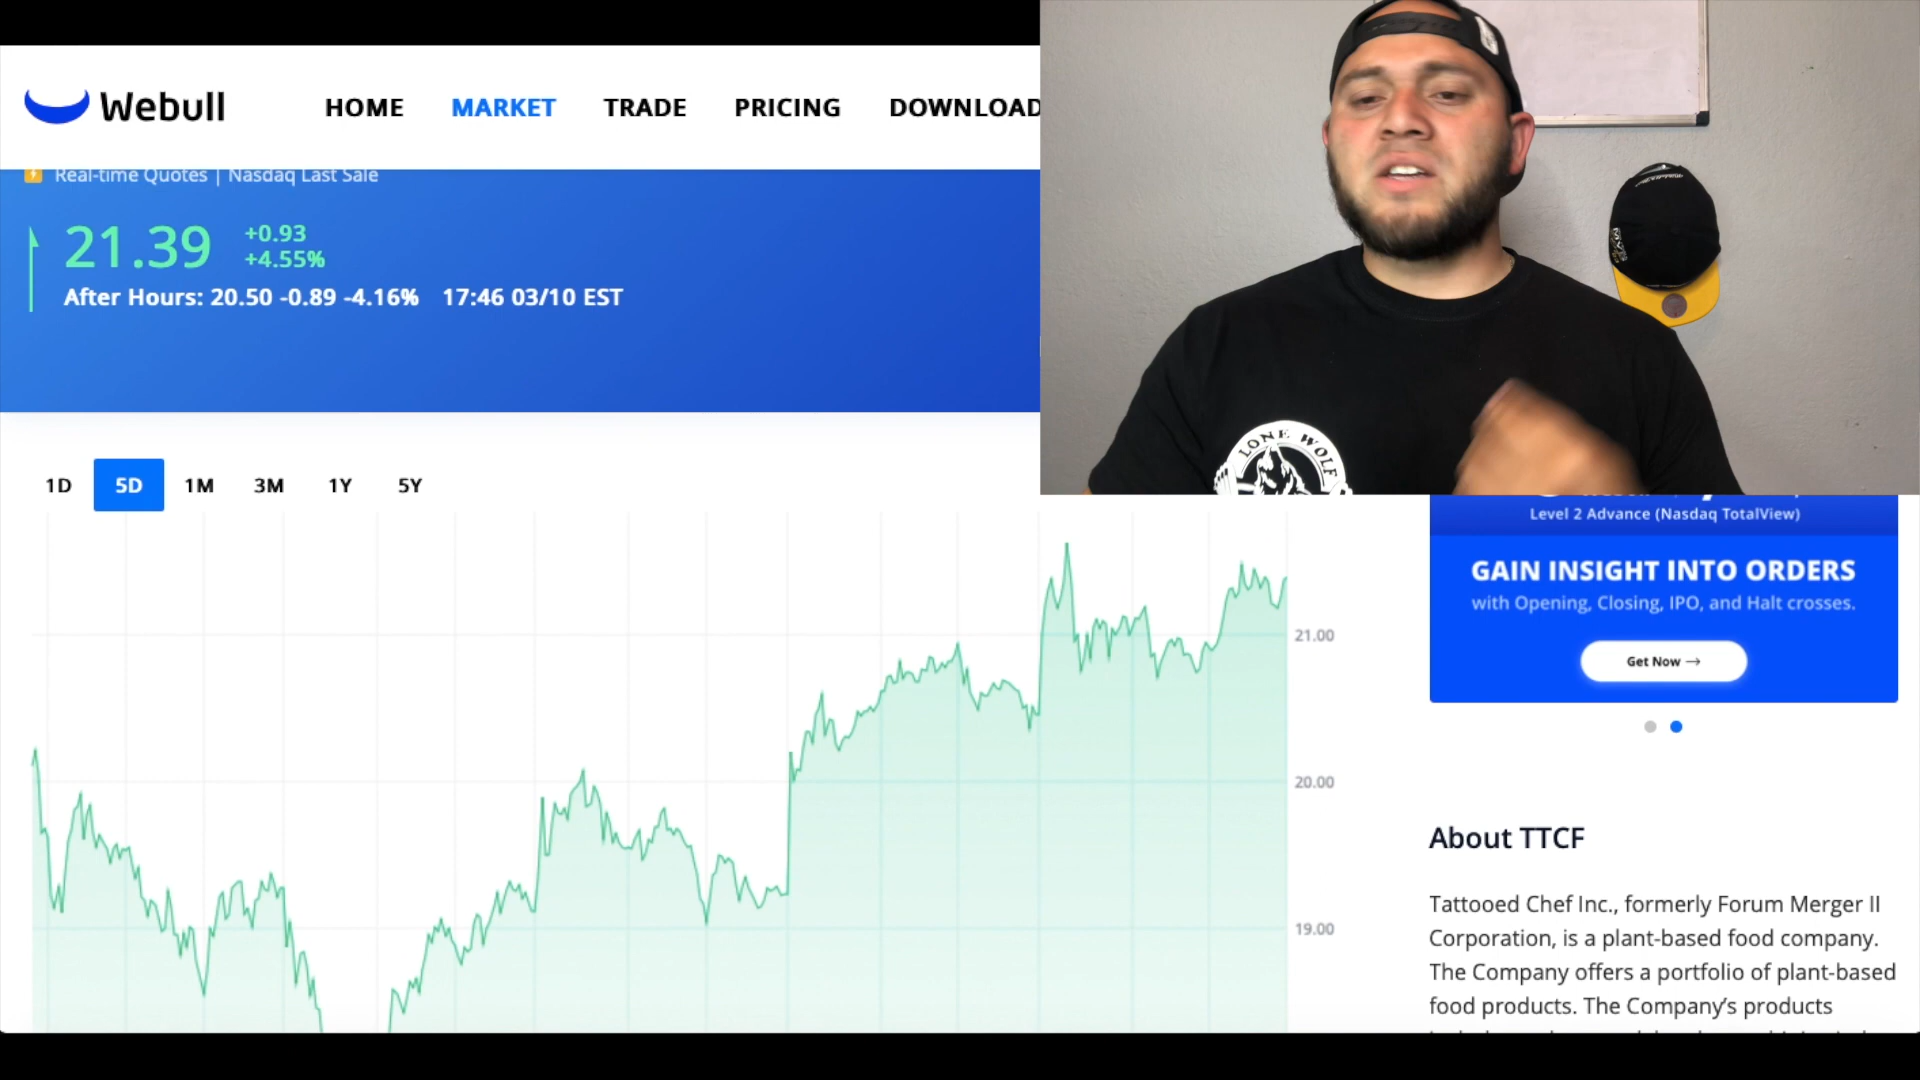 Webull
HOME
MARKET
TRADE
PRICING
DOWNLOAD
Real-time Quotes | Nasdaq Last Sale
21.39
+0.93
+4.55%
After Hours: 20.50 -0.89 -4.16% 17:46 03/10 EST
1D 5D 1M 3M 1Y 5Y
21.00
20.00
19.00
LONE WOLF
Level 2 Advance (Nasdaq TotalView)
GAIN INSIGHT INTO ORDERS
with Opening, Closing, IPO, and Halt crosses.
Get Now →
About TTCF
Tattooed Chef Inc., formerly Forum Merger II
Corporation, is a plant-based food company.
The Company offers a portfolio of plant-based
food products. The Company’s products